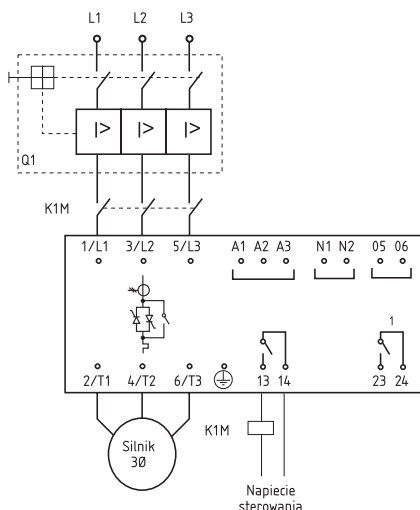 L1 L2 L3
I> I> I>
Q1
K1M
1/L1 3/L2 5/L3 A1 A2 A3 N1 N2 05 06
1
2/T1 4/T2 6/T3 13 14 23 24
Silnik
3Ø
K1M
Napiecie
sterowania